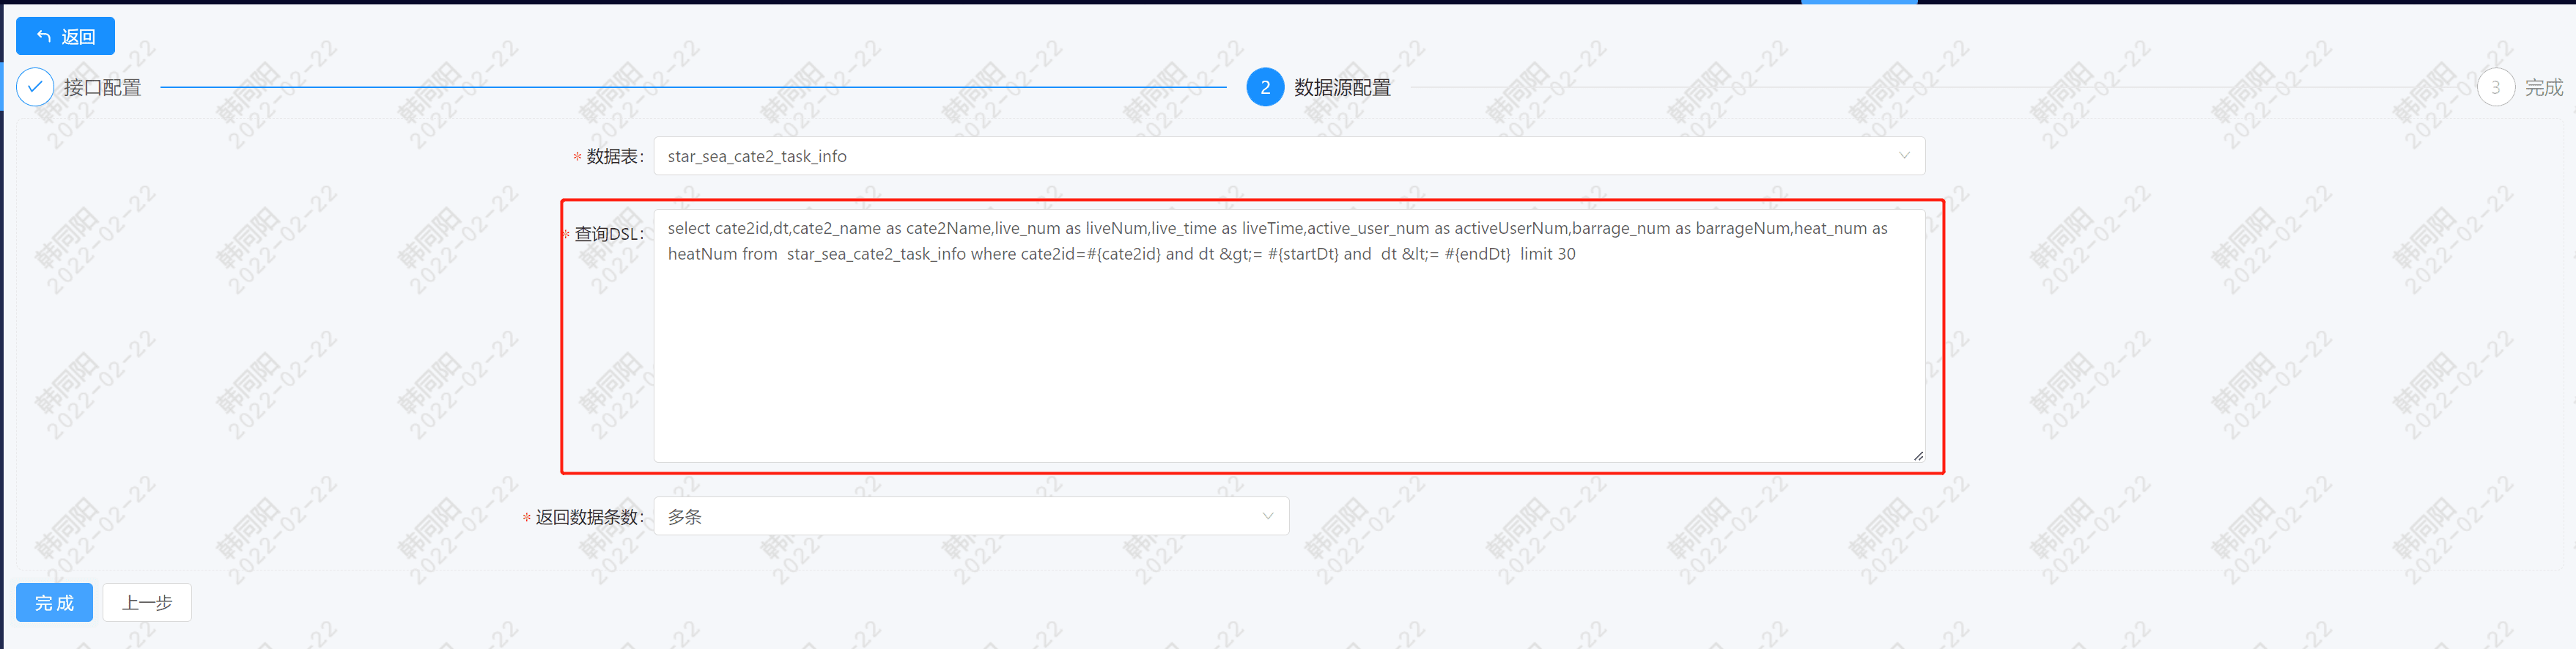 返回
接口配置
2 数据源配置
3 完成
* 数据表: star_sea_cate2_task_info
* 查询DSL: select cate2id,dt,cate2_name as cate2Name,live_num as liveNum,live_time as liveTime,active_user_num as activeUserNum,barrage_num as barrageNum,heat_num as
heatNum from  star_sea_cate2_task_info where cate2id=#{cate2id} and dt &gt;= #{startDt} and  dt &lt;= #{endDt}  limit 30
* 返回数据条数: 多条
完成 上一步
韩同阳
2022-02-22